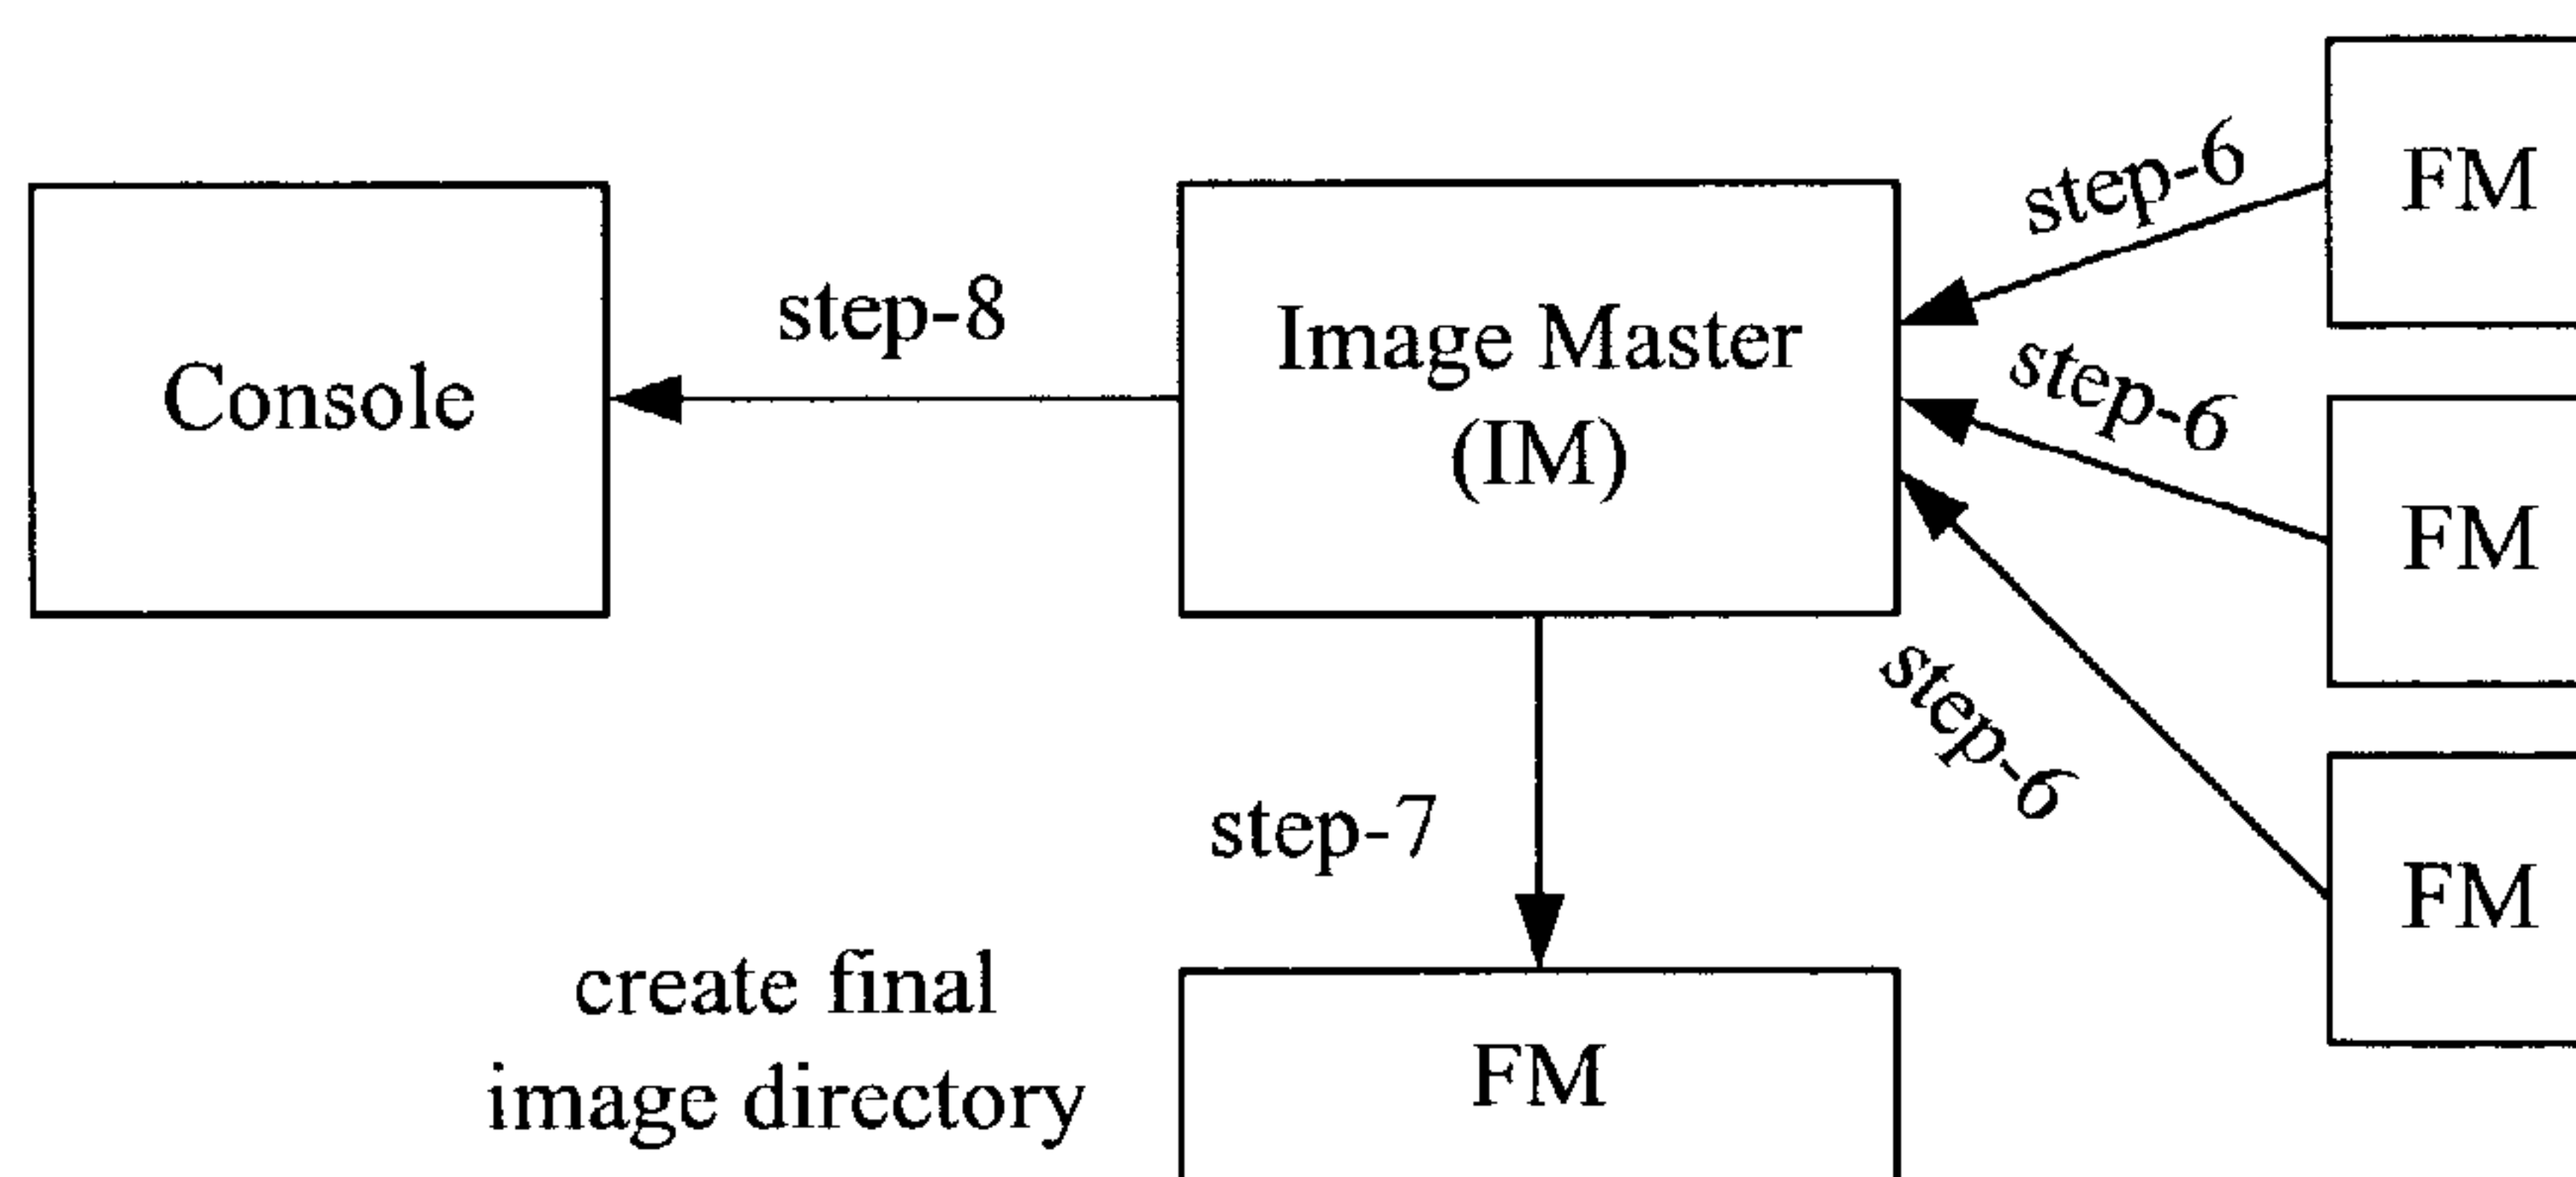 FM
step-6
step-8
Image Master
(IM)
Console
step-6
FM
step-6
step-7
FM
create final
image directory
FM